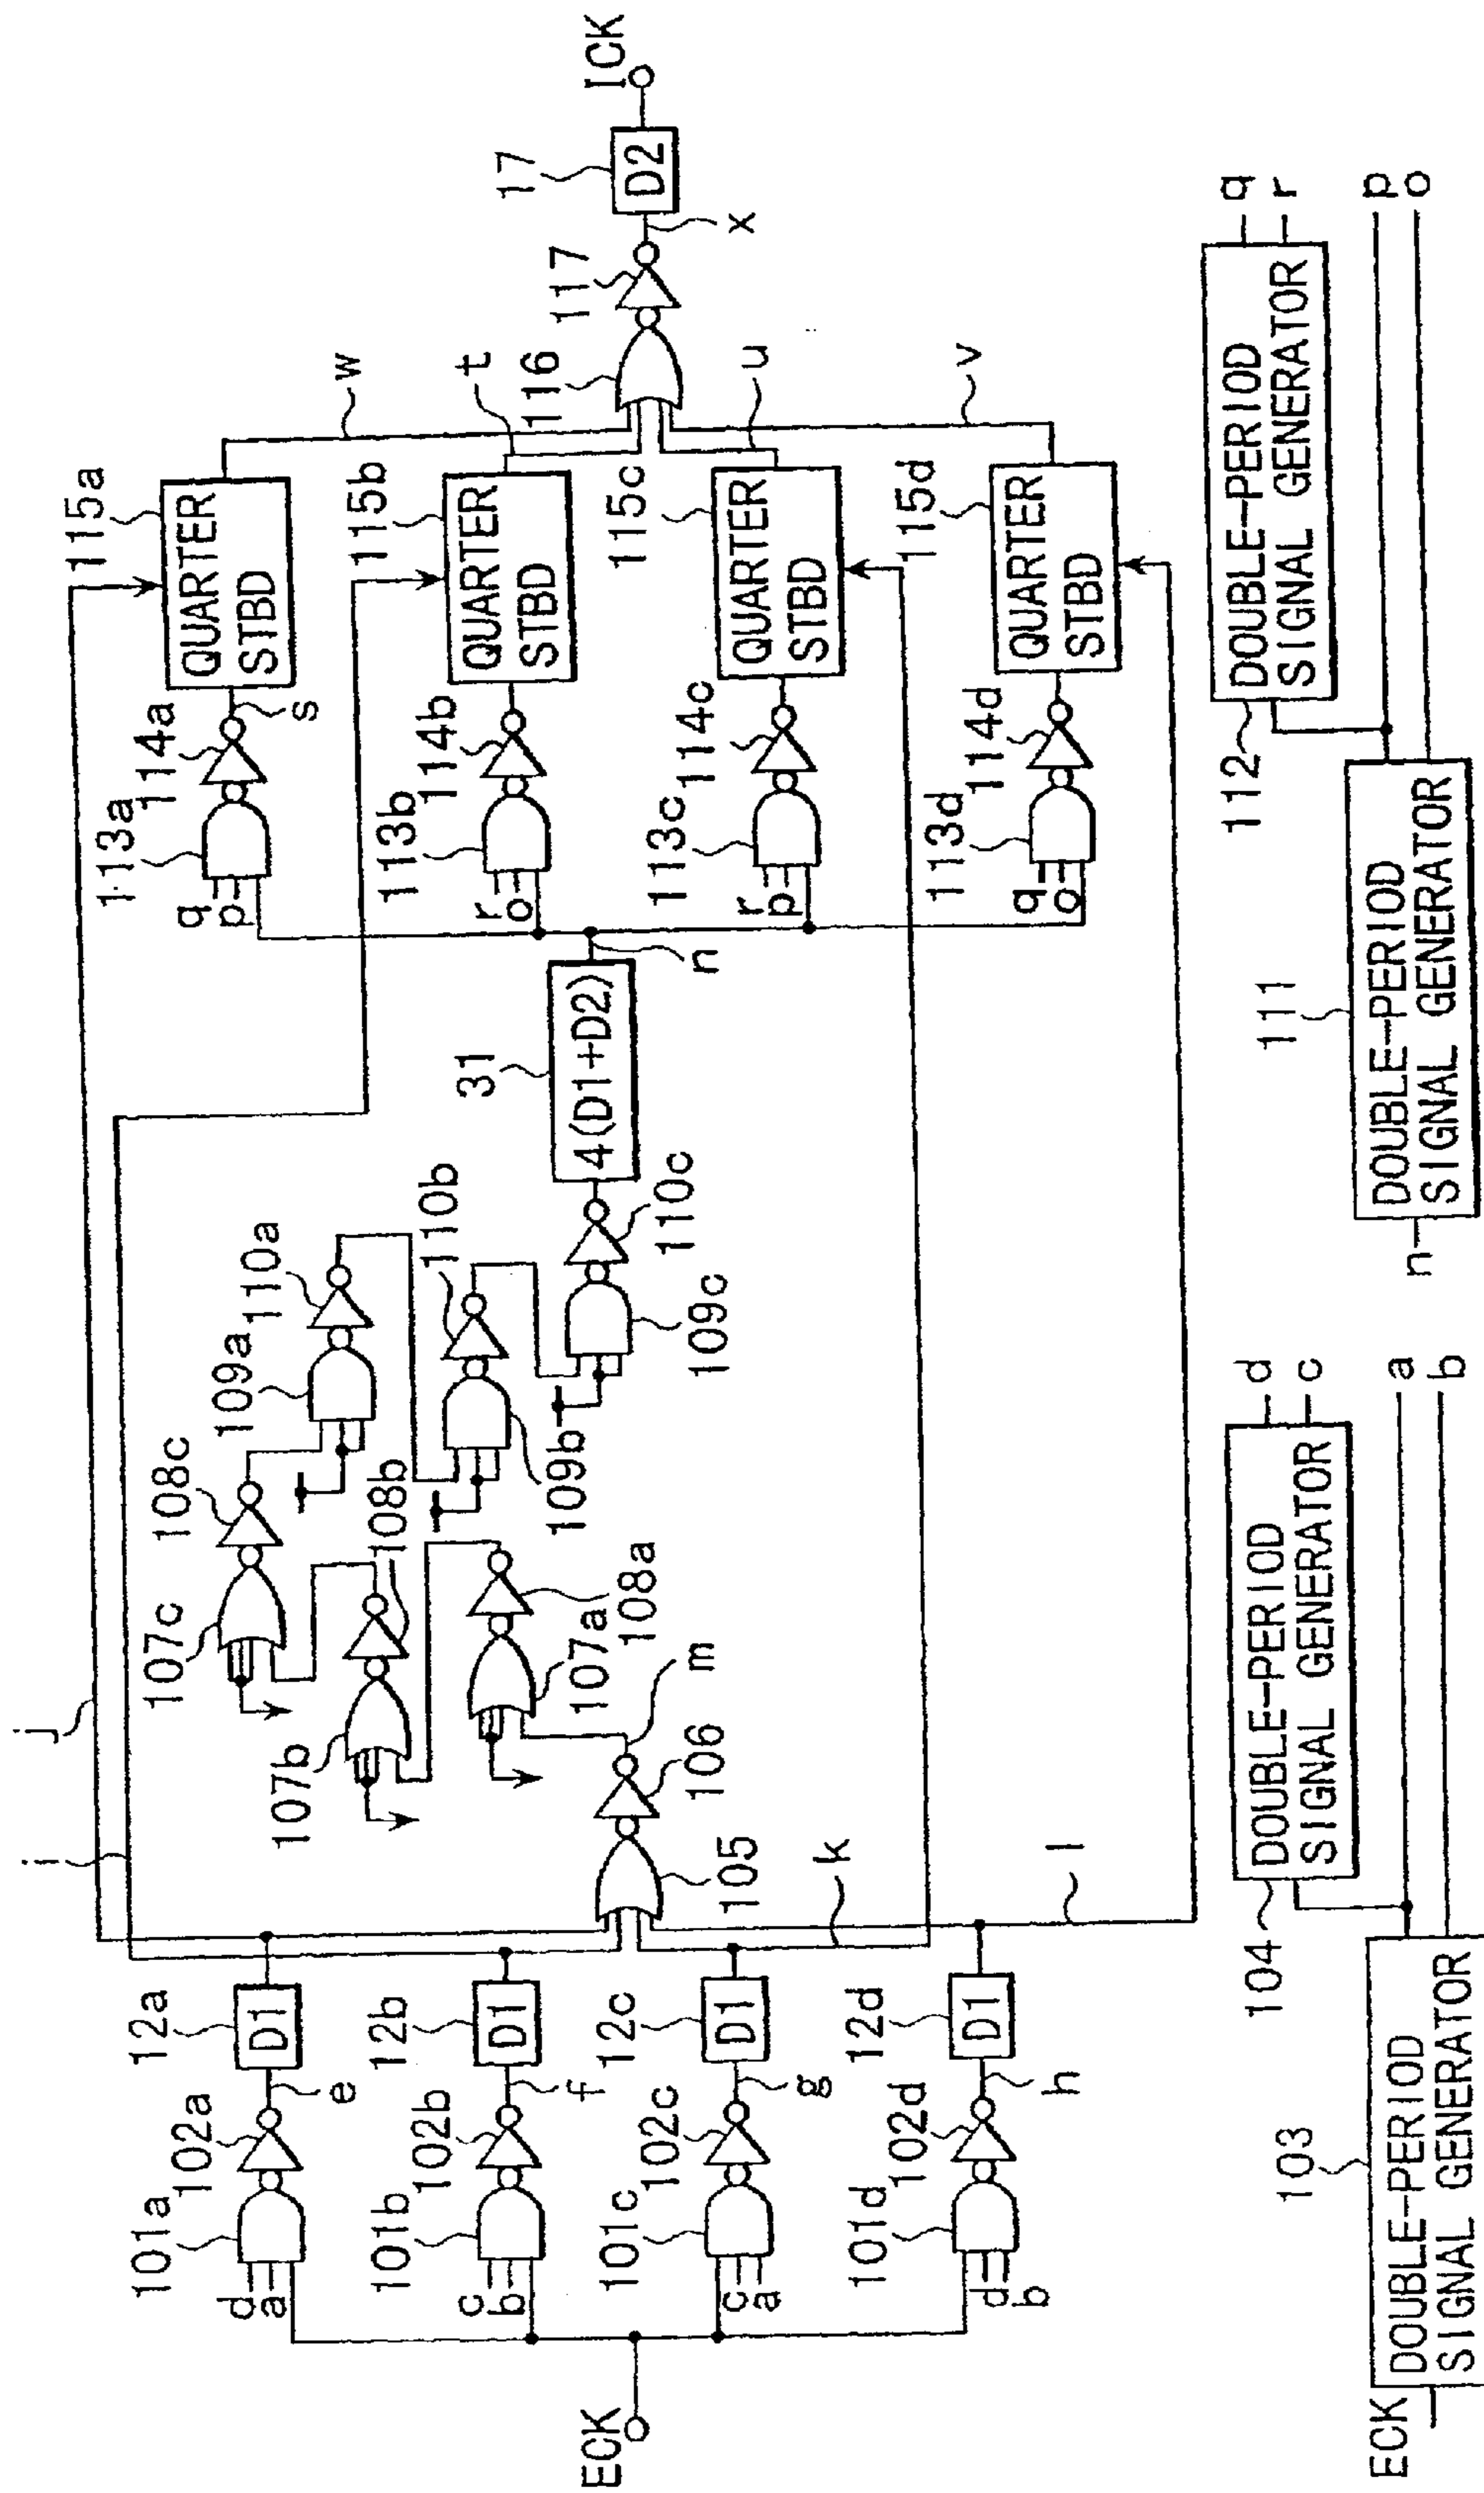 ECK
101a
102a
e
12a
D1
d
a
101b
102b
f
12b
D1
c
b
101c
102c
g
12c
D1
c
a
101d
102d
h
12d
D1
d
b
i
j
k
l
105
106
m
107a
108a
107b
108b
107c
108c
109a
110a
109b
110b
109c
110c
31
4(D1+D2)
n
113a
114a
s
q
p
115a
QUARTER
STBD
w
113b
114b
r
o
115b
QUARTER
STBD
t
113c
114c
r
p
115c
QUARTER
STBD
u
113d
114d
q
o
115d
QUARTER
STBD
v
116
117
x
17
D2
ICK
ECK
103
DOUBLE-PERIOD
SIGNAL GENERATOR
104
DOUBLE-PERIOD
SIGNAL GENERATOR
d
c
a
b
n
111
DOUBLE-PERIOD
SIGNAL GENERATOR
112
DOUBLE-PERIOD
SIGNAL GENERATOR
q
r
p
o